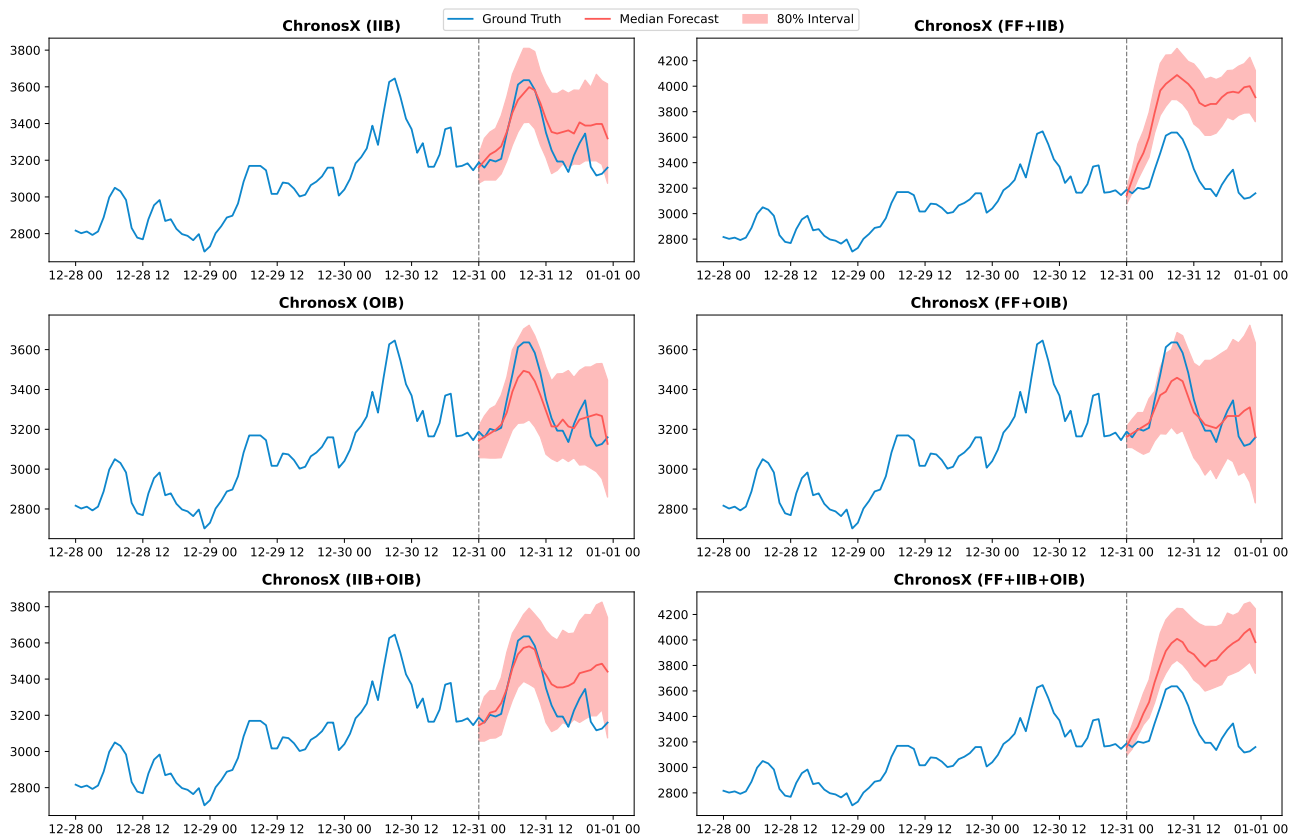 Ground Truth Median Forecast 80% Interval
ChronosX (IIB)
3800
3600
3400
3200
3000
2800
12-28 00 12-28 12 12-29 00 12-29 12 12-30 00 12-30 12 12-31 00 12-31 12 01-01 00
ChronosX (FF+IIB)
4200
4000
3800
3600
3400
3200
3000
2800
12-28 00 12-28 12 12-29 00 12-29 12 12-30 00 12-30 12 12-31 00 12-31 12 01-01 00
ChronosX (OIB)
3600
3400
3200
3000
2800
12-28 00 12-28 12 12-29 00 12-29 12 12-30 00 12-30 12 12-31 00 12-31 12 01-01 00
ChronosX (FF+OIB)
3600
3400
3200
3000
2800
12-28 00 12-28 12 12-29 00 12-29 12 12-30 00 12-30 12 12-31 00 12-31 12 01-01 00
ChronosX (IIB+OIB)
3800
3600
3400
3200
3000
2800
12-28 00 12-28 12 12-29 00 12-29 12 12-30 00 12-30 12 12-31 00 12-31 12 01-01 00
ChronosX (FF+IIB+OIB)
4200
4000
3800
3600
3400
3200
3000
2800
12-28 00 12-28 12 12-29 00 12-29 12 12-30 00 12-30 12 12-31 00 12-31 12 01-01 00